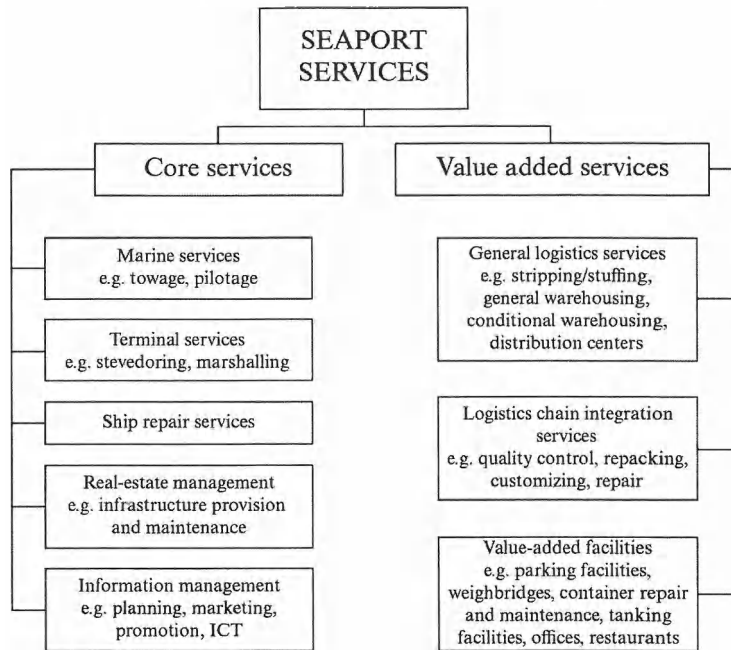 SEAPORT
SERVICES
Core services
Value added services
Marine services
e.g. towage, pilotage
Terminal services
e.g. stevedoring, marshalling
Ship repair services
Real-estate management
e.g. infrastructure provision
and maintenance
Information management
e.g. planning, marketing,
promotion, ICT
General logistics services
e.g. stripping/stuffing,
general warehousing,
conditional warehousing,
distribution centers
Logistics chain integration
services
e.g. quality control, repacking,
customizing, repair
Value-added facilities
e.g. parking facilities,
weighbridges, container repair
and maintenance, tanking
facilities, offices, restaurants